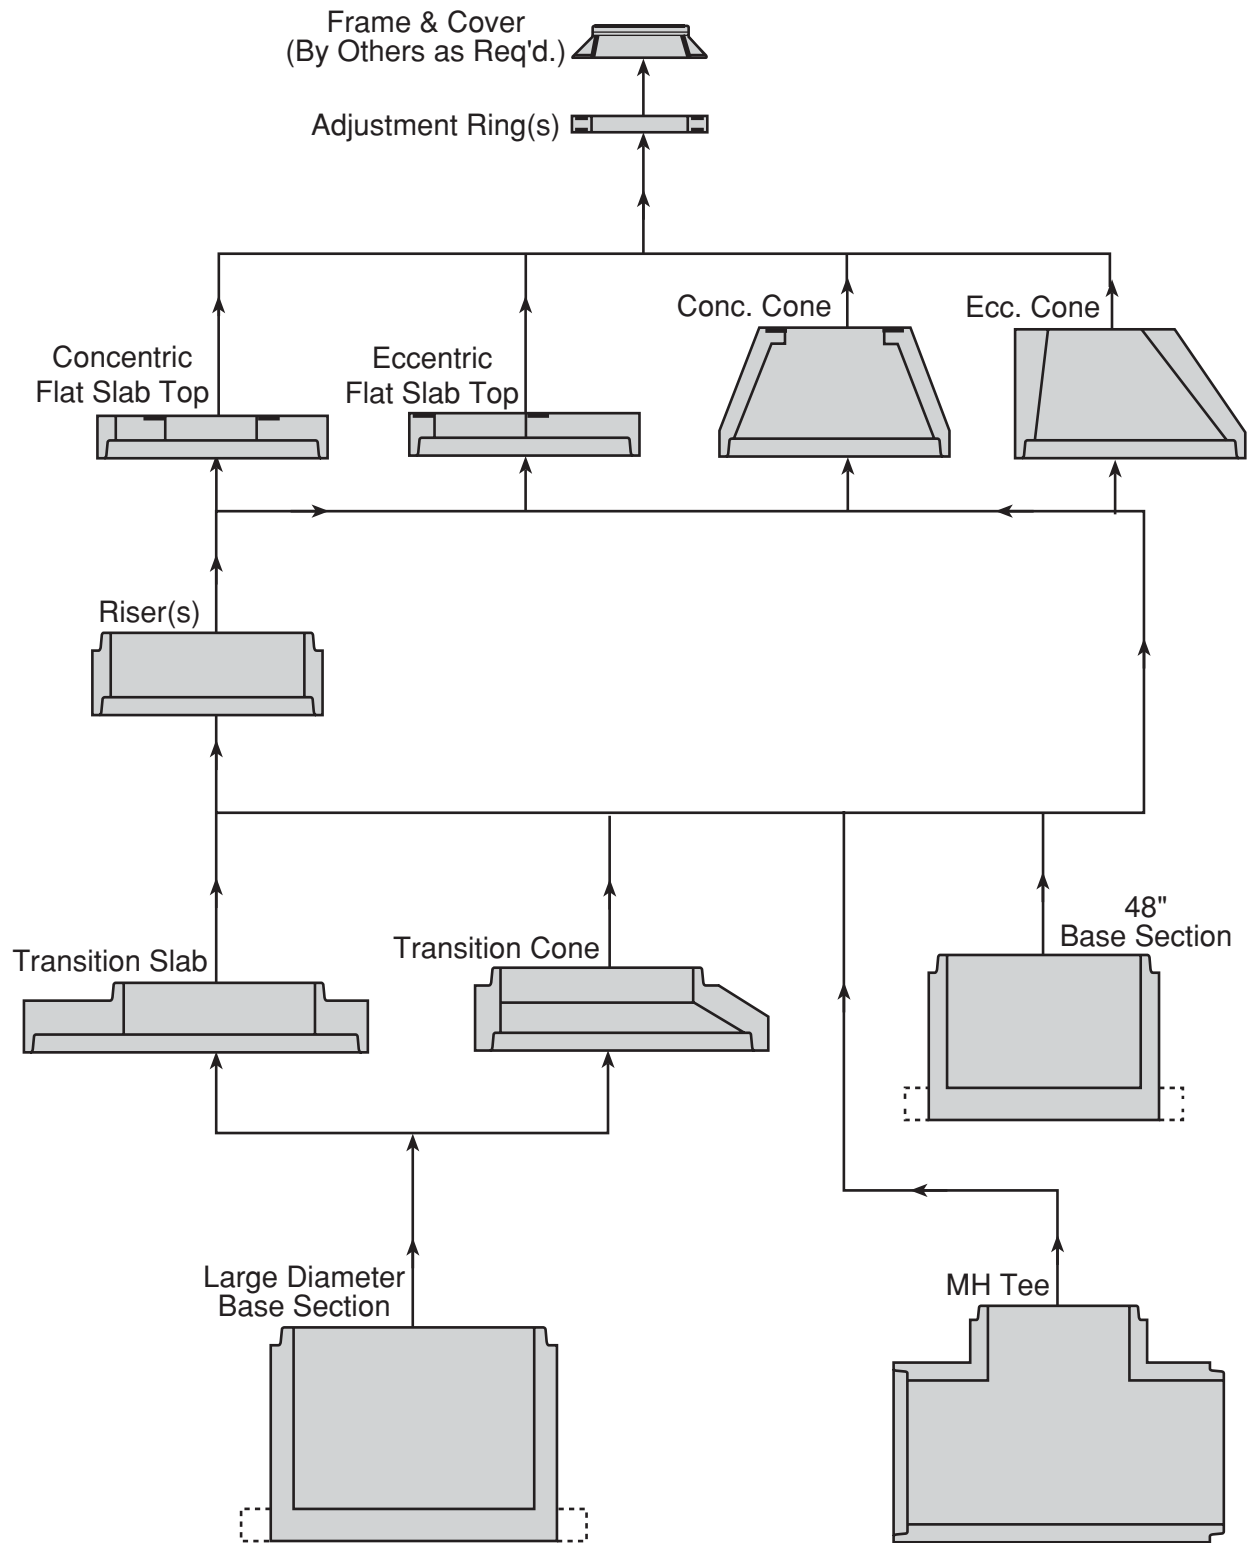 Frame & Cover
(By Others as Req'd.)
Adjustment Ring(s)
Conc. Cone
Ecc. Cone
Concentric
Flat Slab Top
Eccentric
Flat Slab Top
Riser(s)
48"
Base Section
Transition Slab
Transition Cone
Large Diameter
Base Section
MH Tee